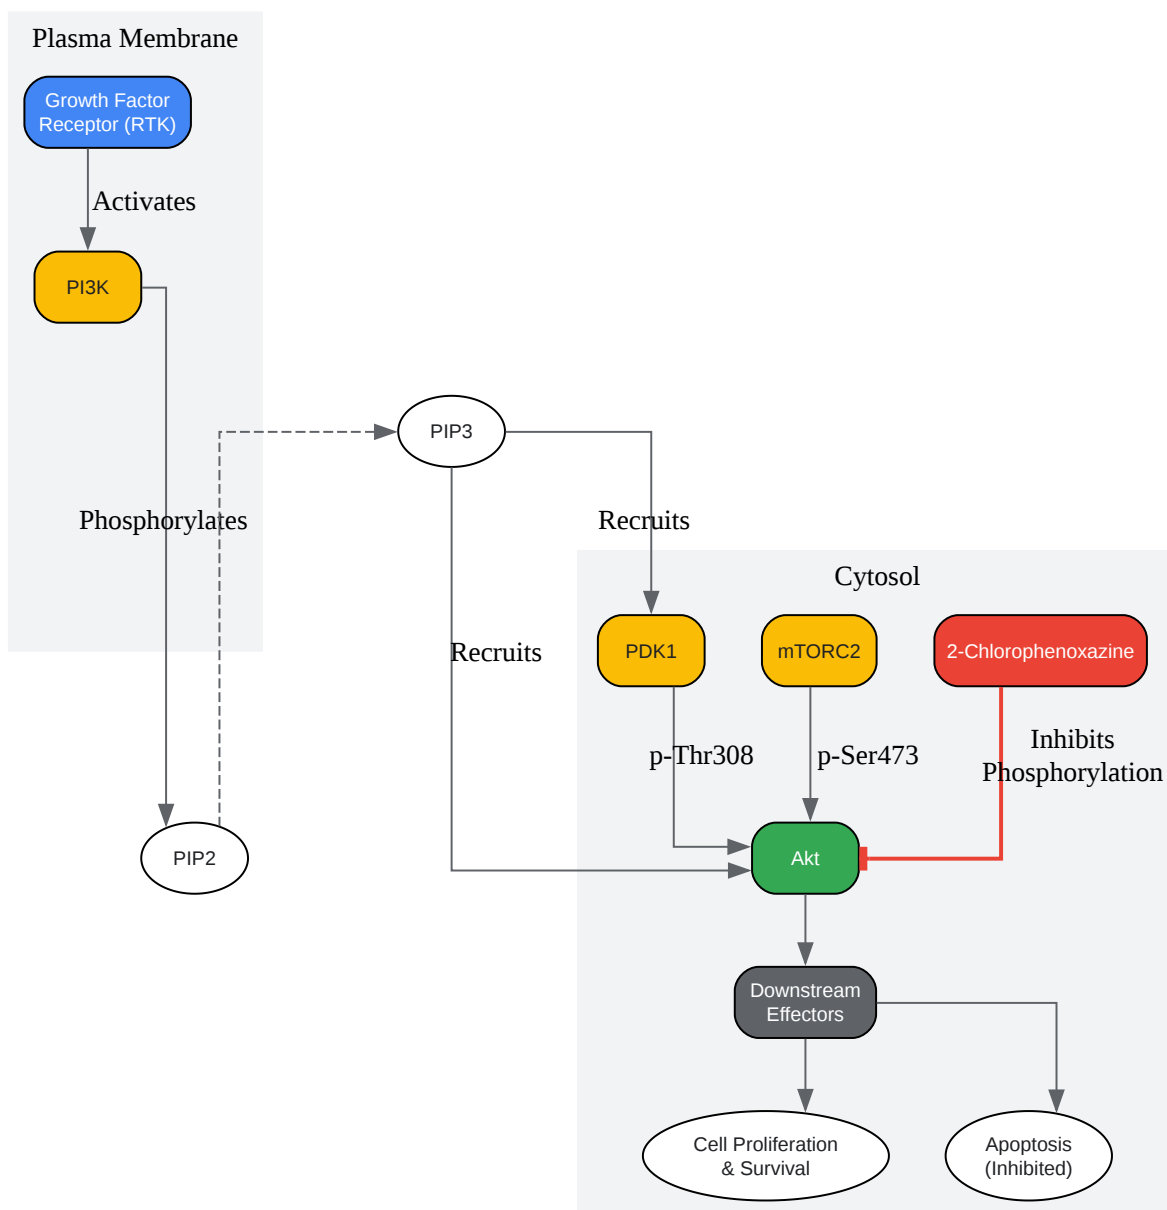 Plasma Membrane
Growth Factor
Receptor (RTK)
Activates
PI3K
PIP3
Phosphorylates
Recruits
Cytosol
Recruits
PDK1
mTORC2
2-Chlorophenoxazine
p-Thr308
p-Ser473
Inhibits
Phosphorylation
PIP2
Akt
Downstream
Effectors
Cell Proliferation
& Survival
Apoptosis
(Inhibited)